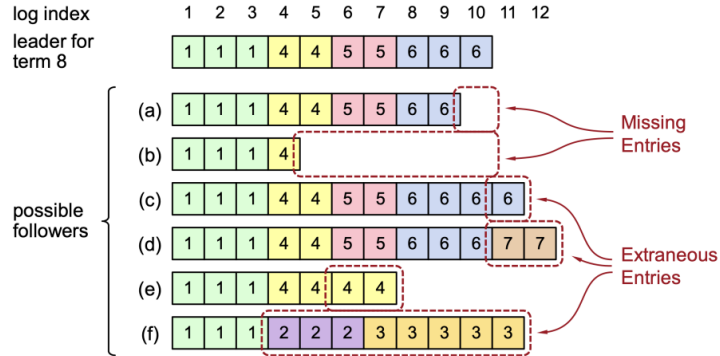 log index 1 2 3 4 5 6 7 8 9 10 11 12
leader for
term 8
1 1 1 4 4 5 5 6 6 6
possible
followers
(a) 1 1 1 4 4 5 5 6 6
(b) 1 1 1 4
(c) 1 1 1 4 4 5 5 6 6 6 6
(d) 1 1 1 4 4 5 5 6 6 6 7 7
(e) 1 1 1 4 4 4 4
(f) 1 1 1 2 2 2 3 3 3 3 3
Missing
Entries
Extraneous
Entries